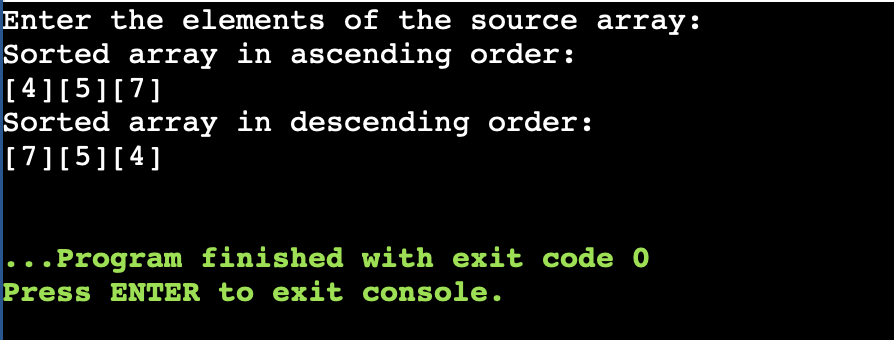 Enter the elements of the source array:
Sorted array in ascending order:
[4][5][7]
Sorted array in descending order:
[7][5][4]
...Program finished with exit code 0
Press ENTER to exit console.